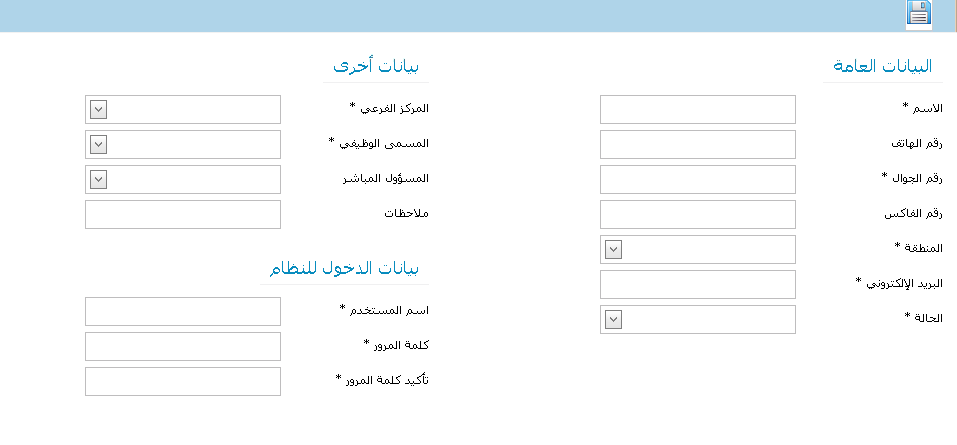 البيانات العامة
الاسم *
رقم الهاتف
رقم الجوال *
رقم الفاكس
المنطقة *
البريد الإلكتروني *
الحالة *
بيانات أخرى
المركز الفرعي *
المسمى الوظيفي *
المسؤول المباشر
ملاحظات
بيانات الدخول للنظام
اسم المستخدم *
كلمة المرور *
تأكيد كلمة المرور *